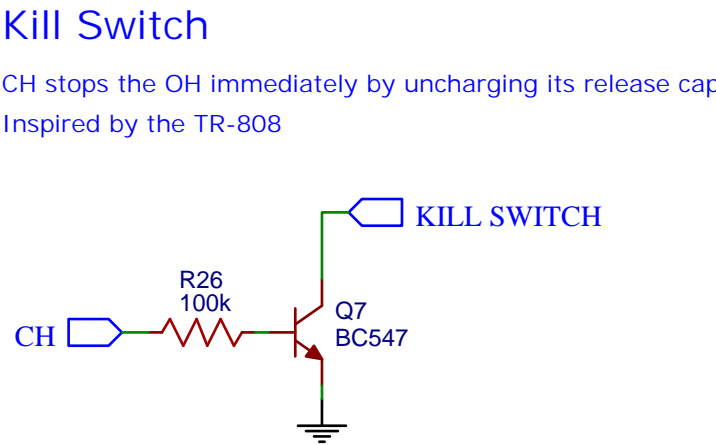 Kill Switch
CH stops the OH immediately by uncharging its release cap
Inspired by the TR-808
KILL SWITCH
R26
100k
Q7
BC547
CH